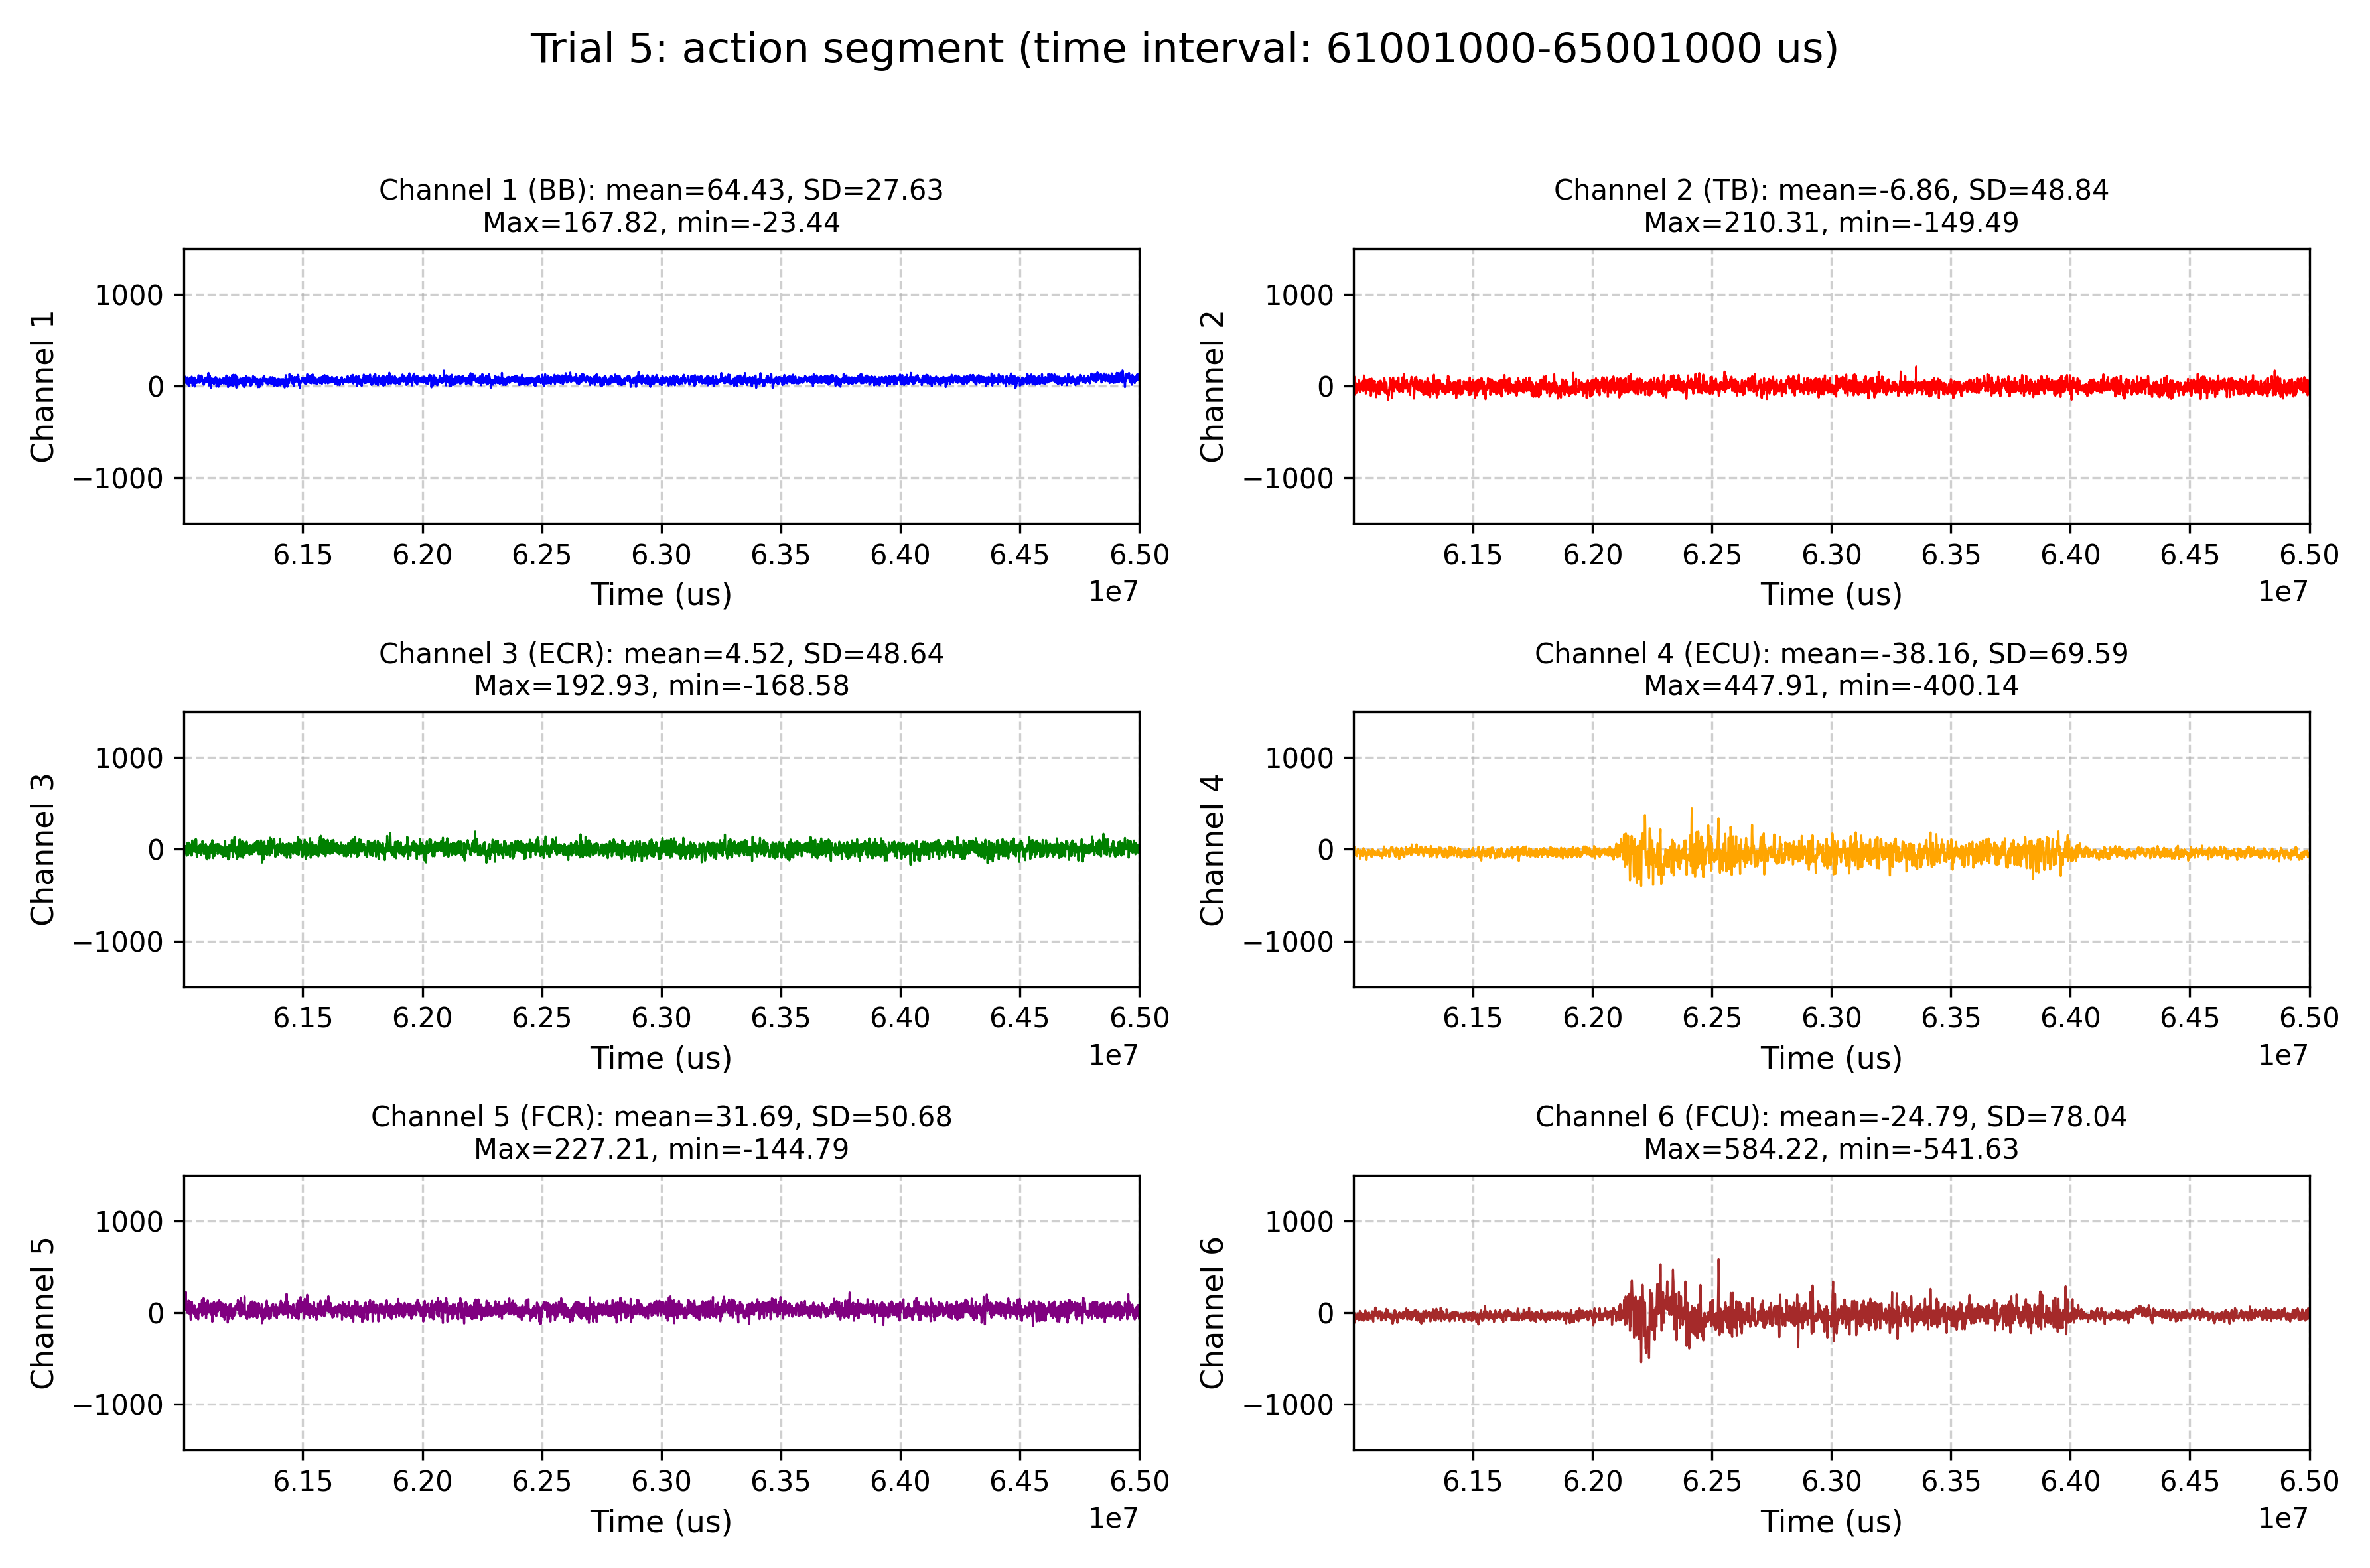 Trial 5: action segment (time interval: 61001000-65001000 us)
Channel 1 (BB): mean=64.43, SD=27.63
Max=167.82, min=-23.44
Channel 1
1000
0
−1000
6.15 6.20 6.25 6.30 6.35 6.40 6.45 6.50
Time (us)
1e7
Channel 2 (TB): mean=-6.86, SD=48.84
Max=210.31, min=-149.49
Channel 2
1000
0
−1000
6.15 6.20 6.25 6.30 6.35 6.40 6.45 6.50
Time (us)
1e7
Channel 3 (ECR): mean=4.52, SD=48.64
Max=192.93, min=-168.58
Channel 3
1000
0
−1000
6.15 6.20 6.25 6.30 6.35 6.40 6.45 6.50
Time (us)
1e7
Channel 4 (ECU): mean=-38.16, SD=69.59
Max=447.91, min=-400.14
Channel 4
1000
0
−1000
6.15 6.20 6.25 6.30 6.35 6.40 6.45 6.50
Time (us)
1e7
Channel 5 (FCR): mean=31.69, SD=50.68
Max=227.21, min=-144.79
Channel 5
1000
0
−1000
6.15 6.20 6.25 6.30 6.35 6.40 6.45 6.50
Time (us)
1e7
Channel 6 (FCU): mean=-24.79, SD=78.04
Max=584.22, min=-541.63
Channel 6
1000
0
−1000
6.15 6.20 6.25 6.30 6.35 6.40 6.45 6.50
Time (us)
1e7